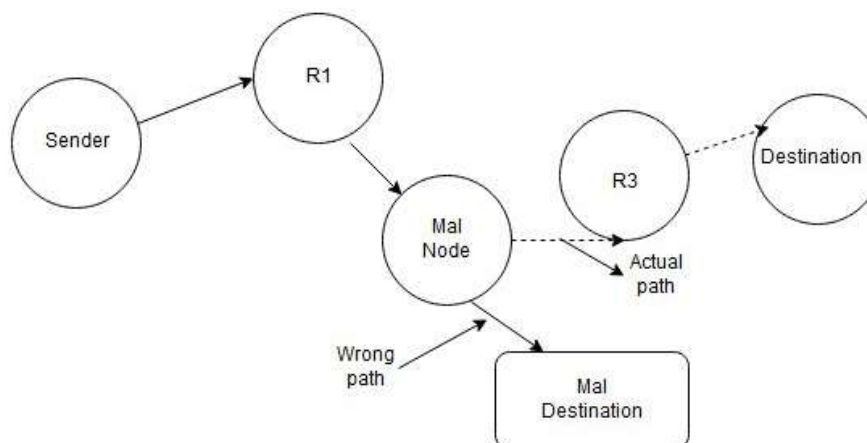 R1
Sender
Destination
R3
Mal
Node
Actual
path
Wrong
path
Mal
Destination